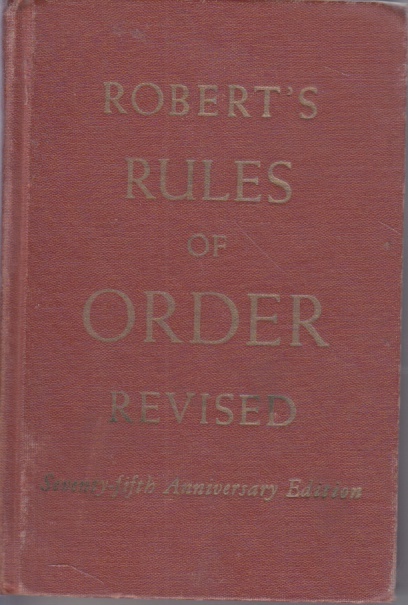 ROBERT'S
RULES
OF
ORDER
REVISED
Seventy-fifth Anniversary Edition